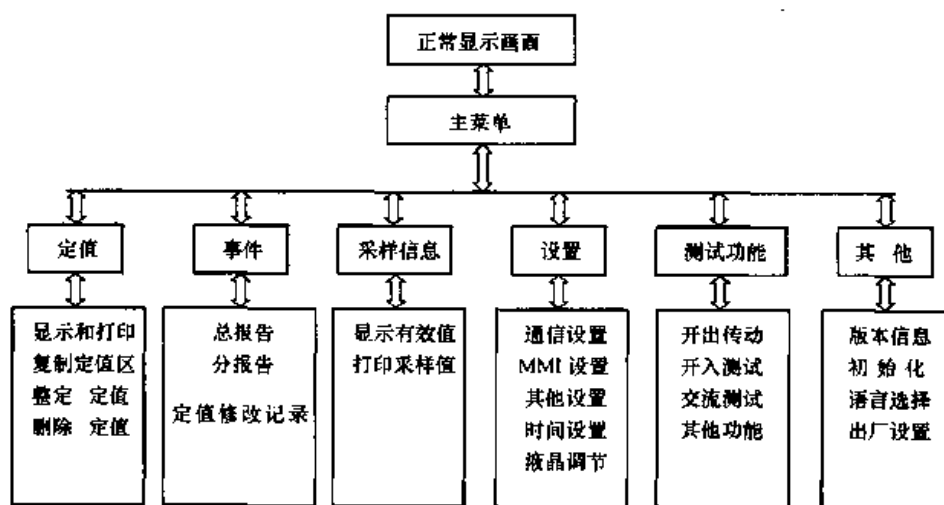 正常显示画面
主菜单
定值
事件
采样信息
设置
测试功能
其 他
显示和打印
复制定值区
整定 定值
删除 定值
总报告
分报告
定值修改记录
显示有效值
打印采样值
通信设置
MMI 设置
其他设置
时间设置
液晶调节
开出传动
开入测试
交流测试
其他功能
版本信息
初 始 化
语言选择
出厂设置